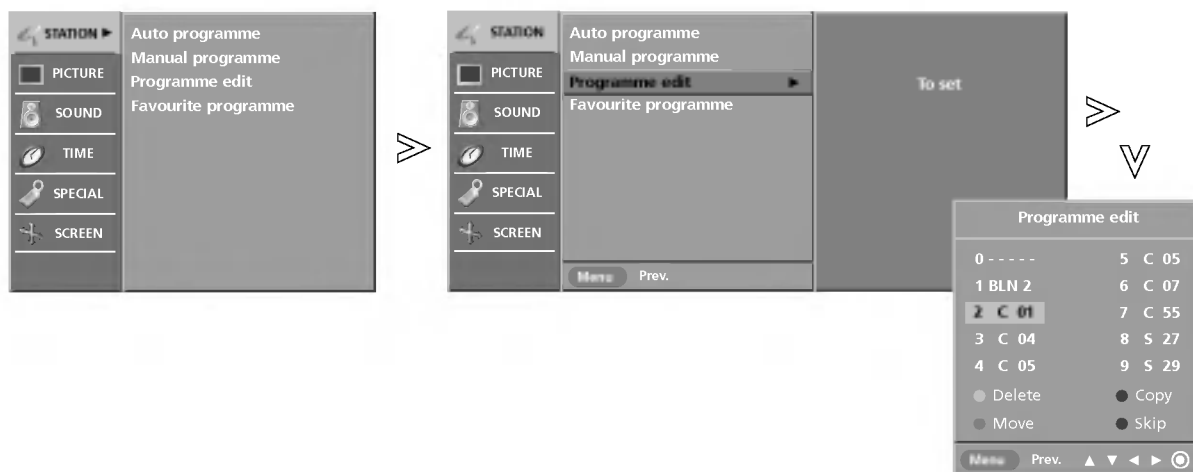 STATION
PICTURE
SOUND
TIME
SPECIAL
SCREEN
Auto programme
Manual programme
Programme edit
Favourite programme
STATION
PICTURE
SOUND
TIME
SPECIAL
SCREEN
Auto programme
Manual programme
Programme edit
Favourite programme
Menu Prev.
To set
Programme edit
0 - - - - - 5 C 05
1 BLN 2 6 C 07
2 C 01 7 C 55
3 C 04 8 S 27
4 C 05 9 S 29
Delete Copy
Move Skip
Menu Prev.